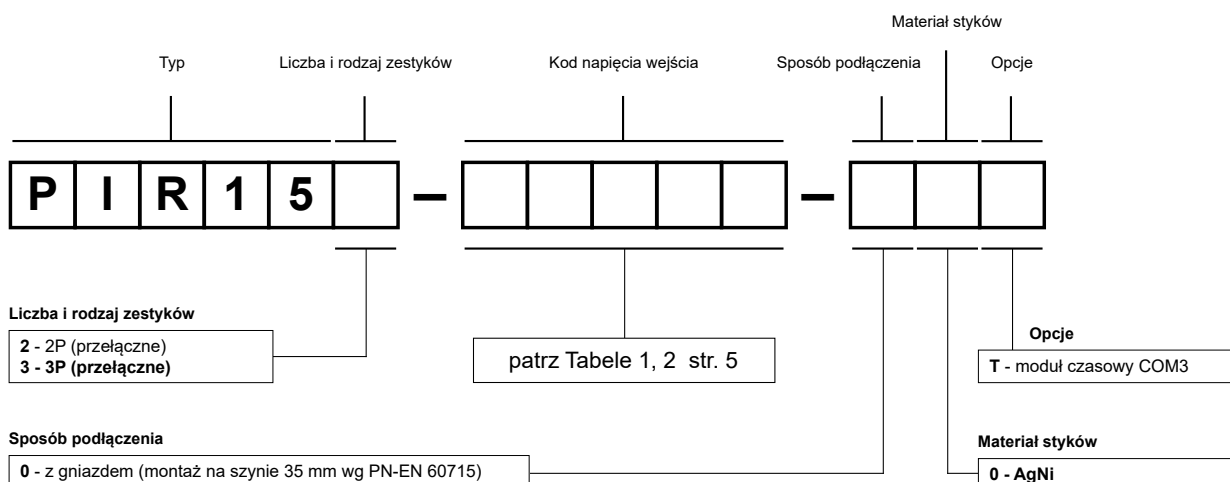 Materiał styków
Typ Liczba i rodzaj zestyków Kod napięcia wejścia Sposób podłączenia Opcje
P I R 1 5 – –
Liczba i rodzaj zestyków
2 - 2P (przełączne)
3 - 3P (przełączne)
patrz Tabele 1, 2 str. 5
Opcje
T - moduł czasowy COM3
Sposób podłączenia
0 - z gniazdem (montaż na szynie 35 mm wg PN-EN 60715)
Materiał styków
0 - AgNi